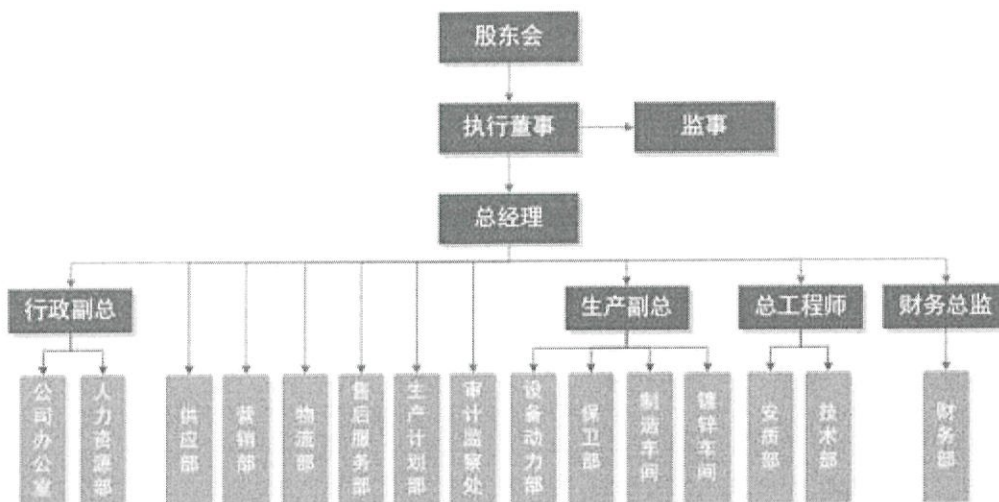 股东会
执行董事
监事
总经理
行政副总
生产副总
总工程师
财务总监
公司办公室
人力资源部
供应部
营销部
物流部
售后服务部
生产计划部
审计监察处
设备动力部
保卫部
制造车间
镀锌车间
安质部
技术部
财务部